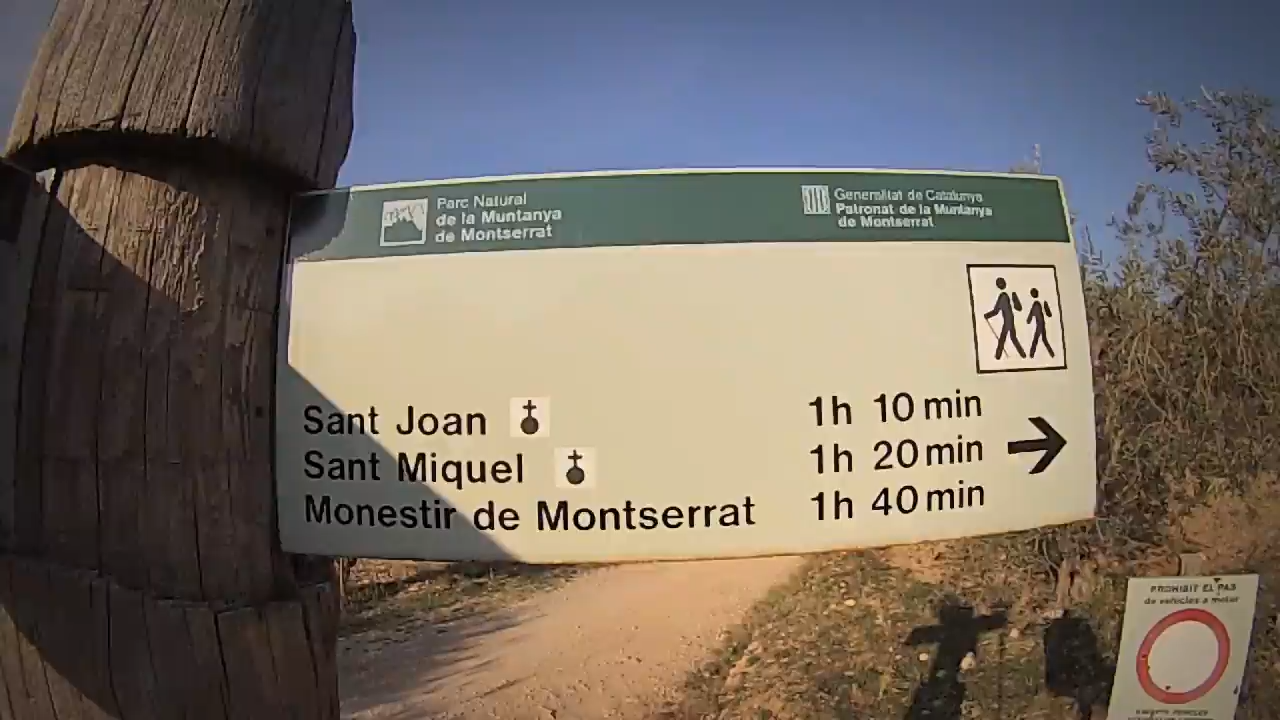 Parc Natural
de la Muntanya
de Montserrat
Generalitat de Catalunya
Patronat de la Muntanya
de Montserrat
Sant Joan 1h 10 min
Sant Miquel 1h 20 min
Monestir de Montserrat 1h 40 min
PROHIBIT EL PAS
de vehicles a motor